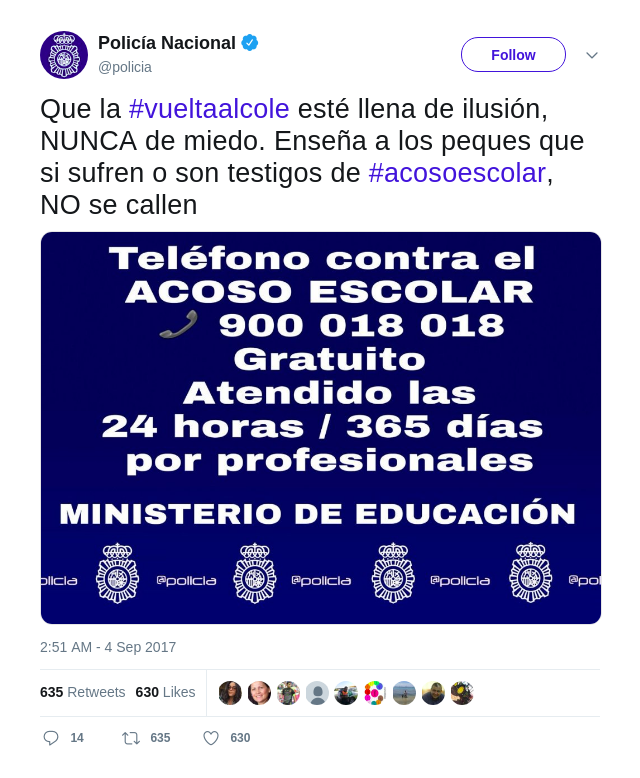 Policía Nacional
@policia
Follow
Que la #vueltaalcole esté llena de ilusión,
NUNCA de miedo. Enseña a los peques que
si sufren o son testigos de #acosoescolar,
NO se callen
Teléfono contra el
ACOSO ESCOLAR
900 018 018
Gratuito
Atendido las
24 horas / 365 días
por profesionales
MINISTERIO DE EDUCACIÓN
olicia @policia @policia @policia @pol
2:51 AM - 4 Sep 2017
635 Retweets 630 Likes
14 635 630